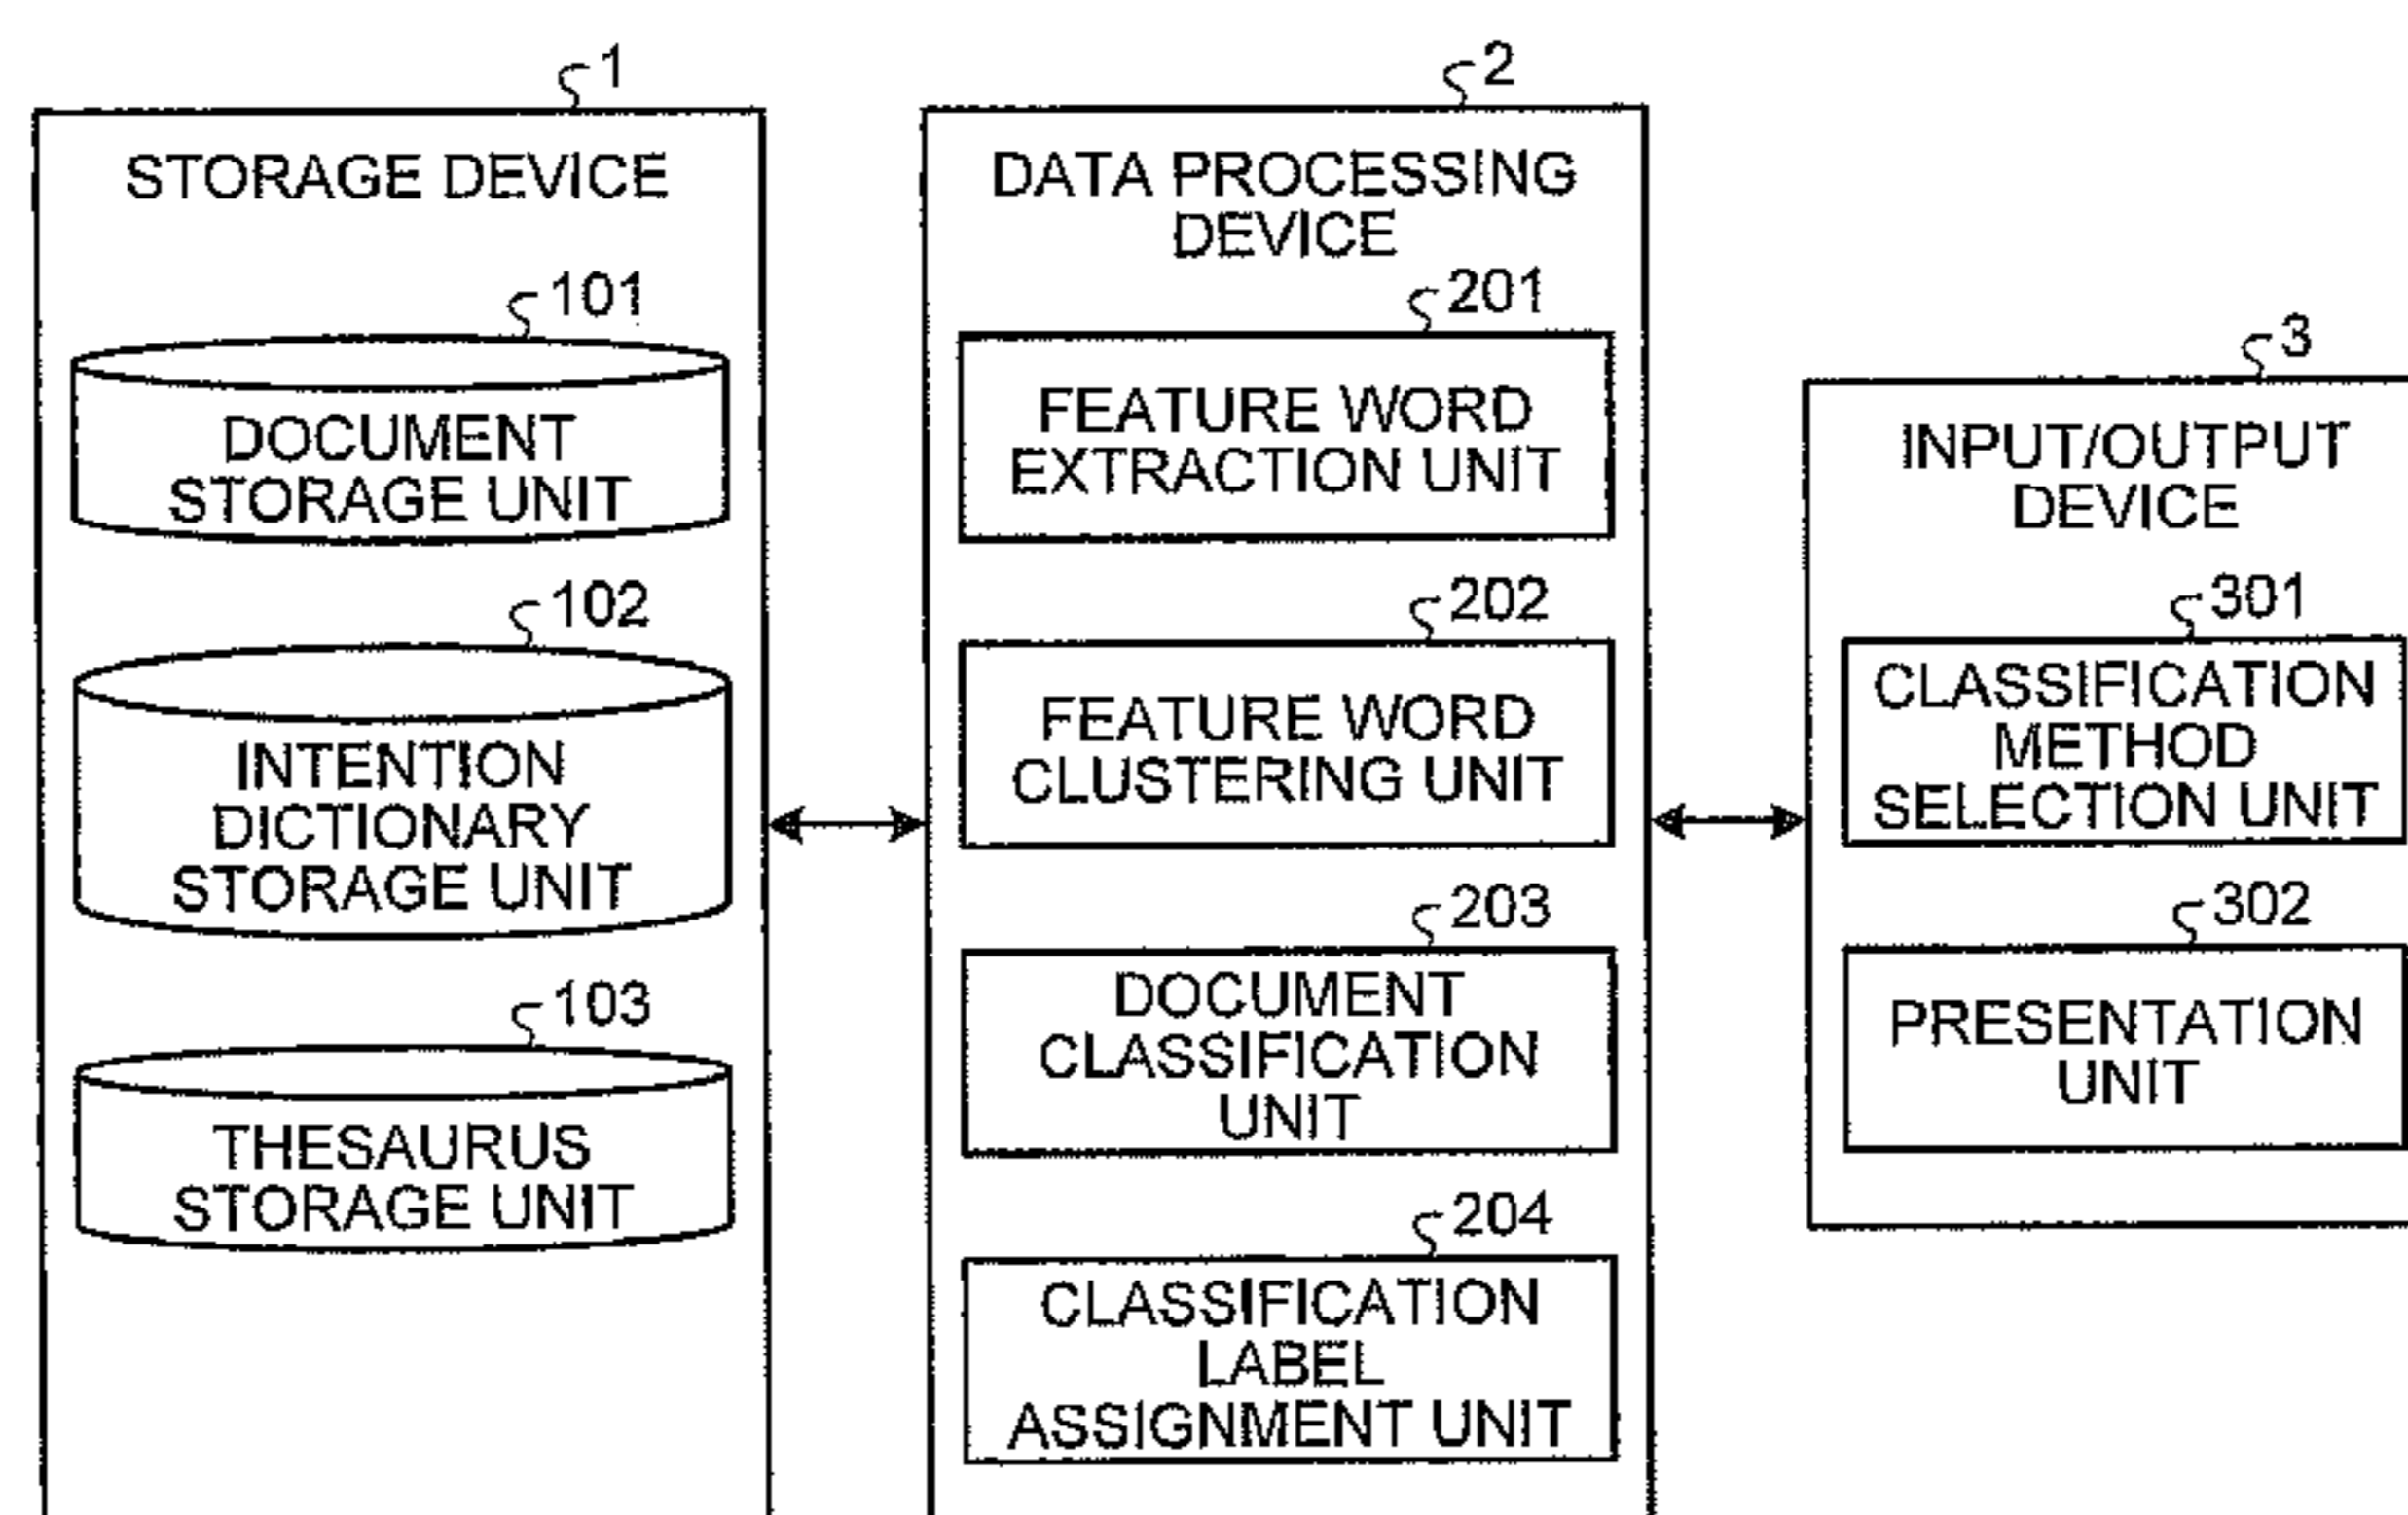 1
STORAGE DEVICE
101
DOCUMENT
STORAGE UNIT
102
INTENTION
DICTIONARY
STORAGE UNIT
103
THESAURUS
STORAGE UNIT
2
DATA PROCESSING
DEVICE
201
FEATURE WORD
EXTRACTION UNIT
202
FEATURE WORD
CLUSTERING UNIT
203
DOCUMENT
CLASSIFICATION
UNIT
204
CLASSIFICATION
LABEL
ASSIGNMENT UNIT
3
INPUT/OUTPUT
DEVICE
301
CLASSIFICATION
METHOD
SELECTION UNIT
302
PRESENTATION
UNIT